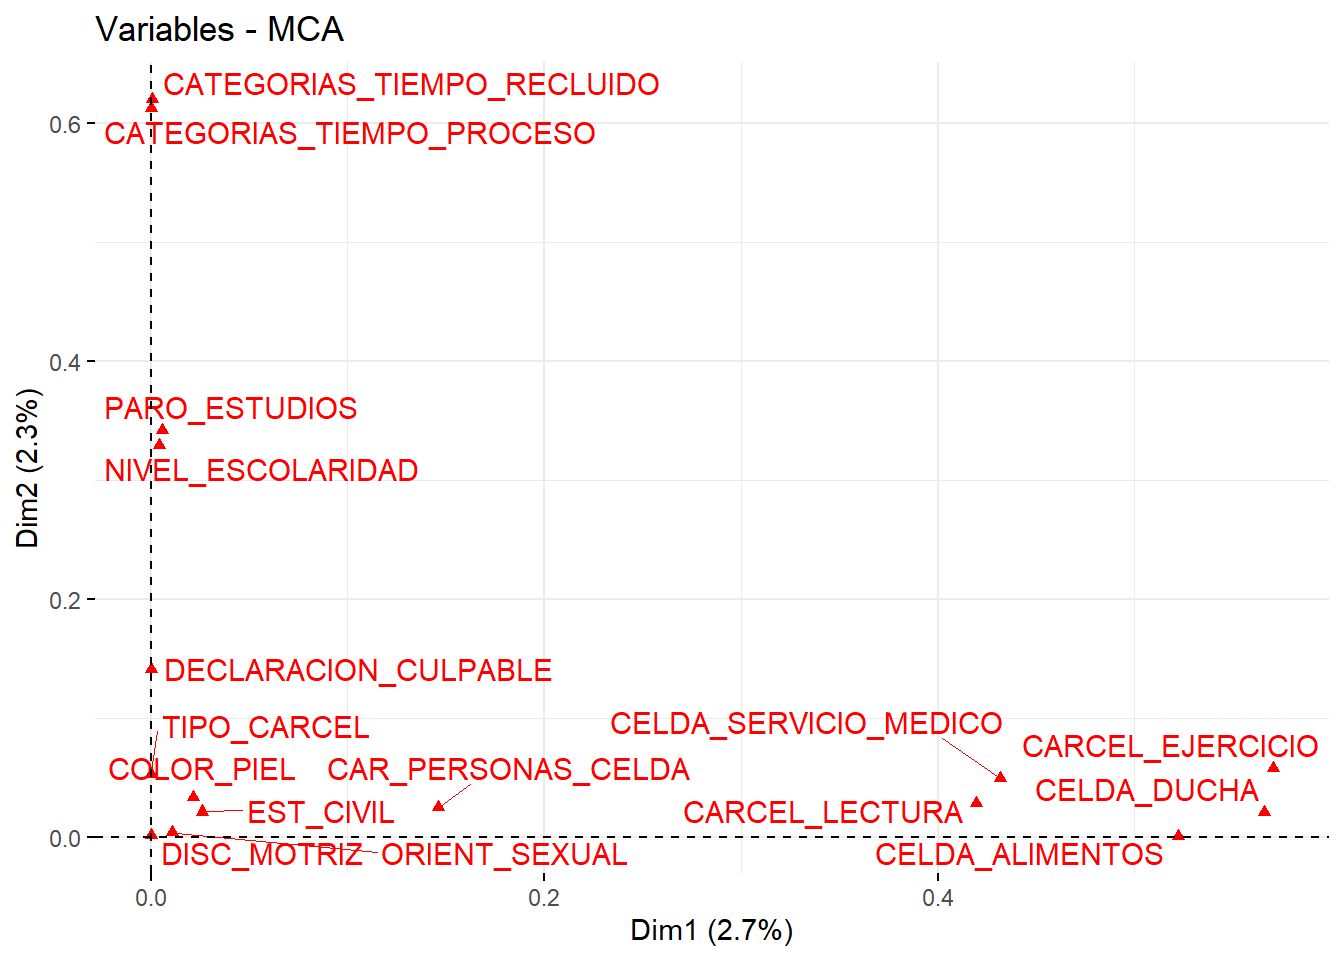 Variables - MCA
CATEGORIAS_TIEMPO_RECLUIDO
0.6
CATEGORIAS_TIEMPO_PROCESO
0.4
PARO_ESTUDIOS
NIVEL_ESCOLARIDAD
Dim2 (2.3%)
0.2
DECLARACION_CULPABLE
TIPO_CARCEL
CELDA_SERVICIO_MEDICO
CARCEL_EJERCICIO
COLOR_PIEL
CAR_PERSONAS_CELDA
CELDA_DUCHA
EST_CIVIL
CARCEL_LECTURA
0.0
DISC_MOTRIZ
ORIENT_SEXUAL
CELDA_ALIMENTOS
0.0
0.2
0.4
Dim1 (2.7%)